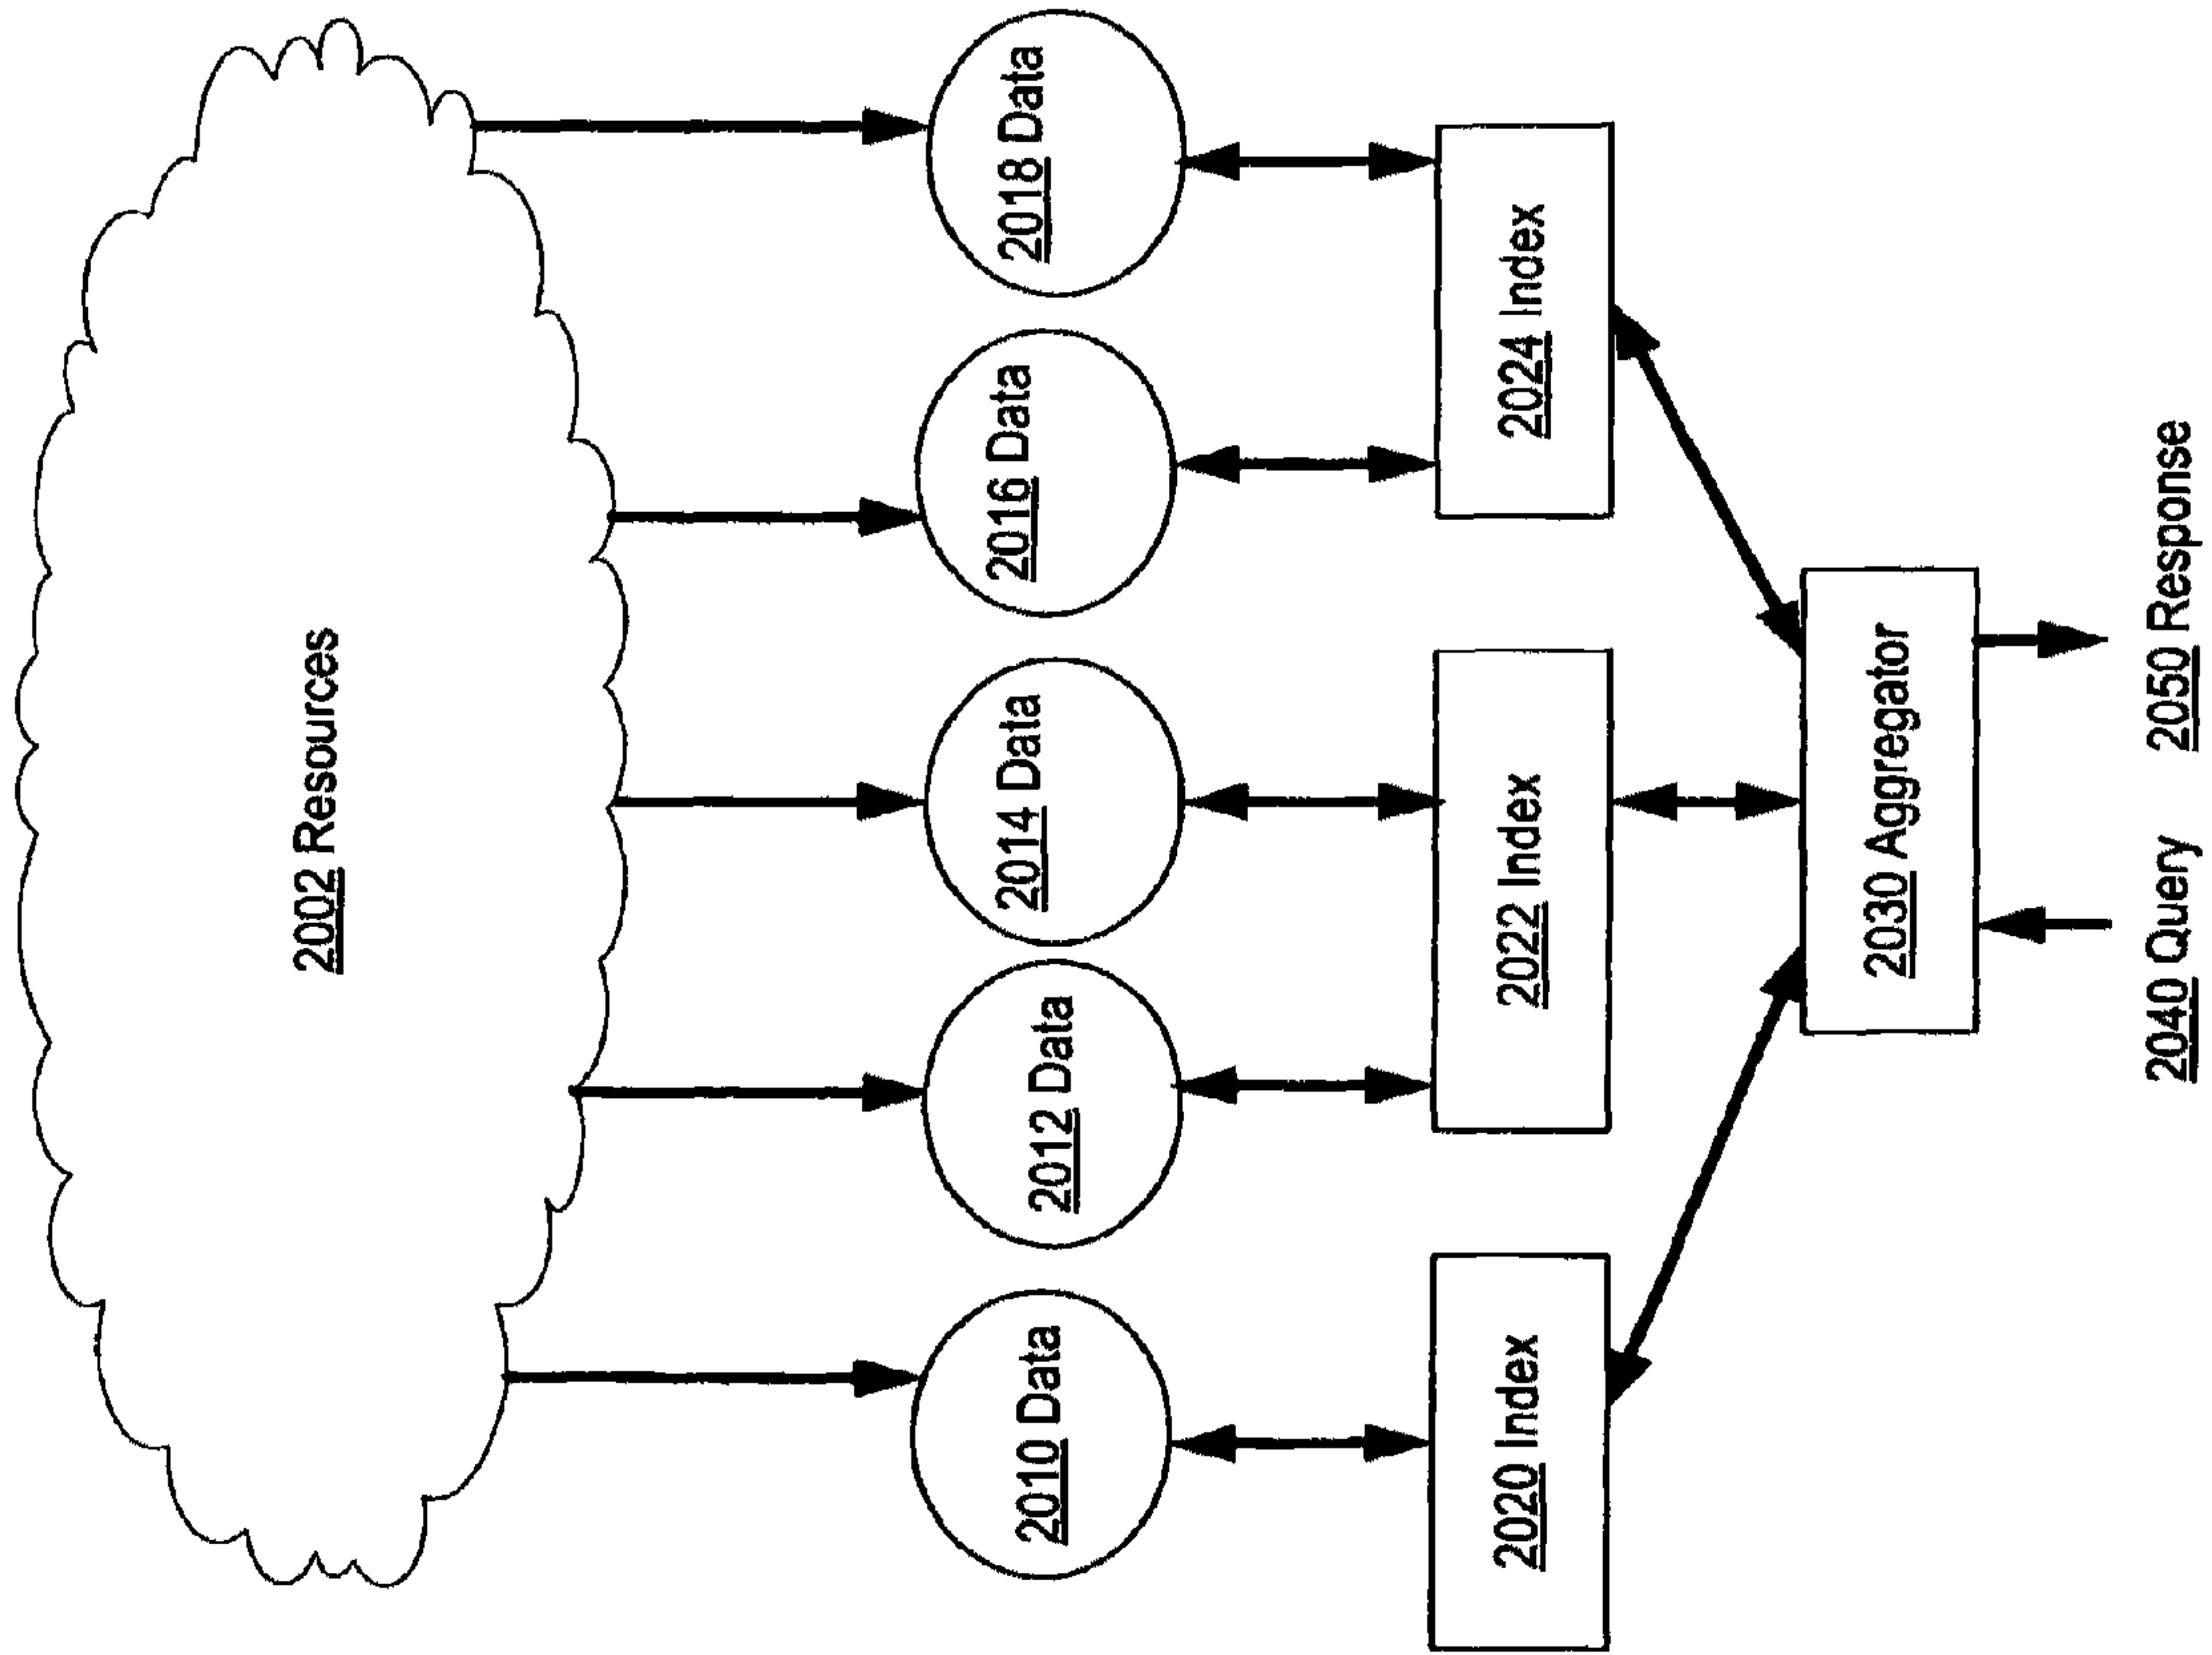 2002 Resources
2010 Data
2012 Data
2014 Data
2016 Data
2018 Data
2020 Index
2022 Index
2024 Index
2030 Aggregator
2040 Query
2050 Response